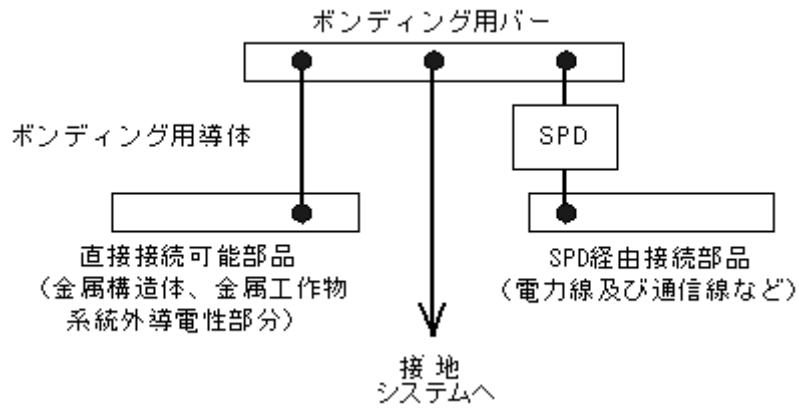 ボンディング用バー
ボンディング用導体
SPD
直接接続可能部品
（金属構造体、金属工作物
系統外導電性部分）
SPD経由接続部品
（電力線及び通信線など）
接 地
システムへ